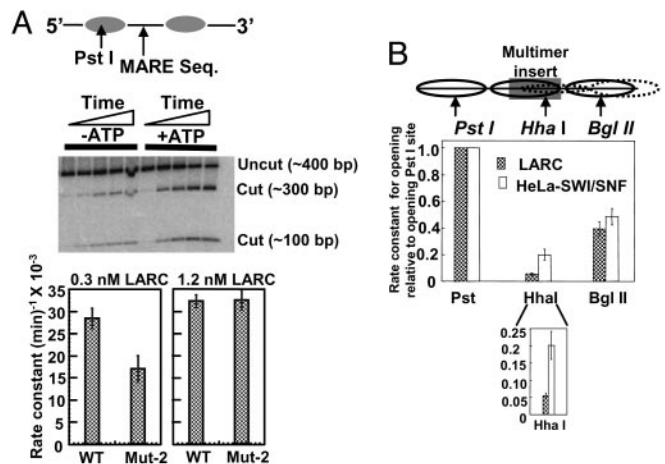 A
5'
3'
Pst I
MARE Seq.
Time
Time
-ATP
+ATP
Uncut (~400 bp)
Cut (~300 bp)
Cut (~100 bp)
0.3 nM LARC
1.2 nM LARC
Rate constant (min)-1 X 10-3
35
30
25
20
15
10
5
0
WT
Mut-2
WT
Mut-2
B
Multimer
insert
Pst I
Hha I
Bgl II
Rate constant for opening
relative to opening Pst I site
1.0
0.8
0.6
0.4
0.2
0
LARC
HeLa-SWI/SNF
Pst
HhaI
Bgl II
0.25
0.2
0.15
0.1
0.05
0
Hha I